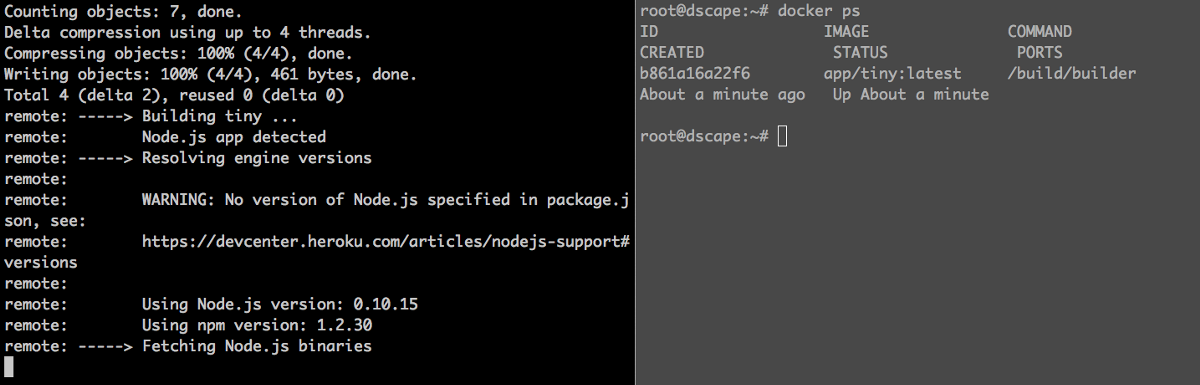 Counting objects: 7, done.
Delta compression using up to 4 threads.
Compressing objects: 100% (4/4), done.
Writing objects: 100% (4/4), 461 bytes, done.
Total 4 (delta 2), reused 0 (delta 0)
remote: -----> Building tiny ...
remote:        Node.js app detected
remote: -----> Resolving engine versions
remote:
remote:        WARNING: No version of Node.js specified in package.j
son, see:
remote:        https://devcenter.heroku.com/articles/nodejs-support#
versions
remote:
remote:        Using Node.js version: 0.10.15
remote:        Using npm version: 1.2.30
remote: -----> Fetching Node.js binaries
root@dscape:~# docker ps
ID                  IMAGE               COMMAND
CREATED              STATUS              PORTS
b861a16a22f6        app/tiny:latest     /build/builder
About a minute ago   Up About a minute
root@dscape:~#